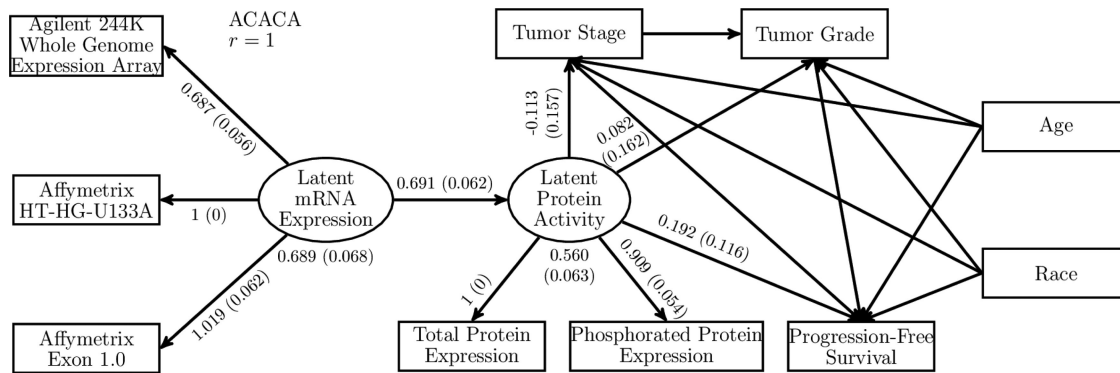 Agilent 244K
Whole Genome
Expression Array
ACACA
r = 1
Tumor Stage
Tumor Grade
0.687 (0.056)
-0.113
(0.157)
0.082
(0.162)
Age
Affymetrix
HT-HG-U133A
1 (0)
Latent
mRNA
Expression
0.691 (0.062)
Latent
Protein
Activity
0.689 (0.068)
0.192 (0.116)
0.560
(0.063)
0.909 (0.054)
1 (0)
1.019 (0.062)
Race
Affymetrix
Exon 1.0
Total Protein
Expression
Phosphorated Protein
Expression
Progression-Free
Survival